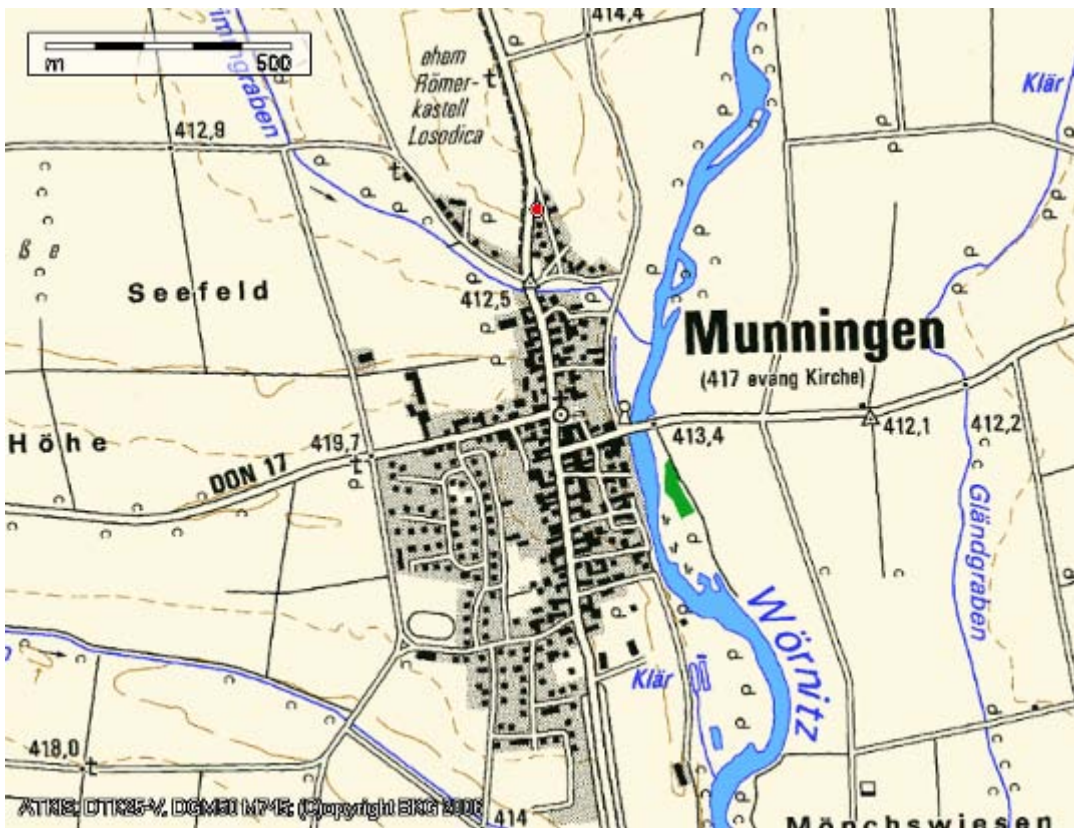 414,4
m 500
ehem
Römer-
kastell
Losodica
Klär
412,9
ß e
Seefeld
412,5
Munningen
(417 evang Kirche)
Höhe
419,7
DON 17
413,4
412,1
412,2
Gländgraben
Wörnitz
Klär
418,0
414
Mönchswiesen
ATKIS, DTK25-V, DGM50 M745; (C)opyright BKG 2006